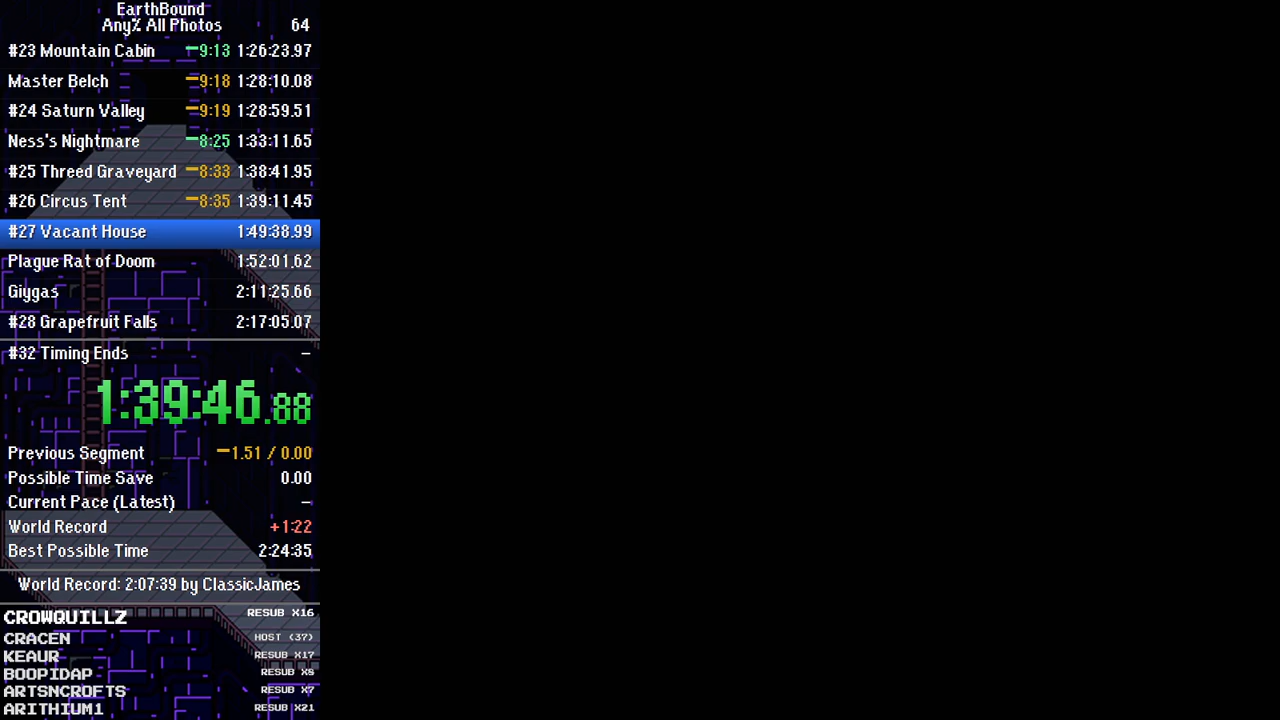 EarthBound
Any% All Photos 64
#23 Mountain Cabin −9:13 1:26:23.97
Master Belch −9:18 1:28:10.08
#24 Saturn Valley −9:19 1:28:59.51
Ness's Nightmare −8:25 1:33:11.65
#25 Threed Graveyard −8:33 1:38:41.95
#26 Circus Tent −8:35 1:39:11.45
#27 Vacant House 1:49:38.99
Plague Rat of Doom 1:52:01.62
Giygas 2:11:25.66
#28 Grapefruit Falls 2:17:05.07
#32 Timing Ends –
1:39:46.88
Previous Segment −1.51 / 0.00
Possible Time Save 0.00
Current Pace (Latest) –
World Record +1:22
Best Possible Time 2:24:35
World Record: 2:07:39 by ClassicJames
CROWQUILLZ RESUB X16
CRACEN HOST (37)
KEAUR RESUB X17
BOOPIDAP RESUB X8
ARTSNCROFTS RESUB X7
ARITHIUM1 RESUB X21